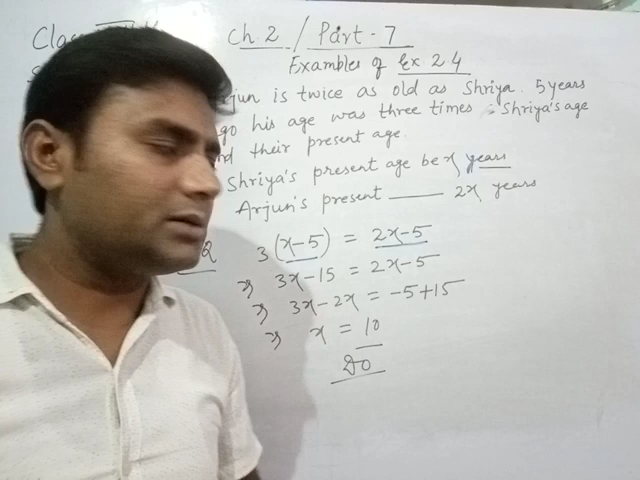 Class Ch 2 / Part - 7
Examples of Ex 2.4
is twice as old as Shriya. 5 years
his age was three times Shriya's age
their present age.
Shriya's present age be x years
Arjun's present —— 2x years
2 3(x-5) = 2x-5
⇒ 3x-15 = 2x-5
⇒ 3x-2x = -5+15
⇒ x = 10
20